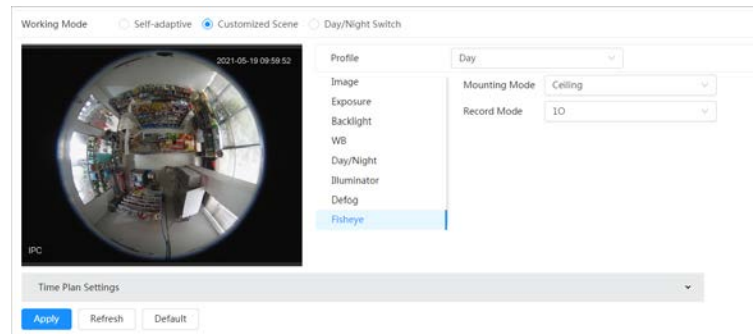 Working Mode Self-adaptive Customized Scene Day/Night Switch
2021-05-19 09:59:52
IPC
Profile Day
Image
Exposure
Backlight
WB
Day/Night
Illuminator
Defog
Fisheye
Mounting Mode Ceiling
Record Mode 1O
Time Plan Settings
Apply Refresh Default